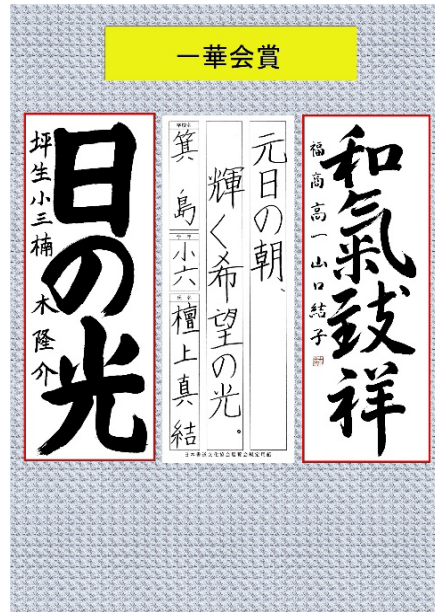 一華会賞
和氣致祥
福高高一山口結子
元日の朝、
輝く希望の光。
箕島小六檀上真結
日の光
坪生小三楠木隆介